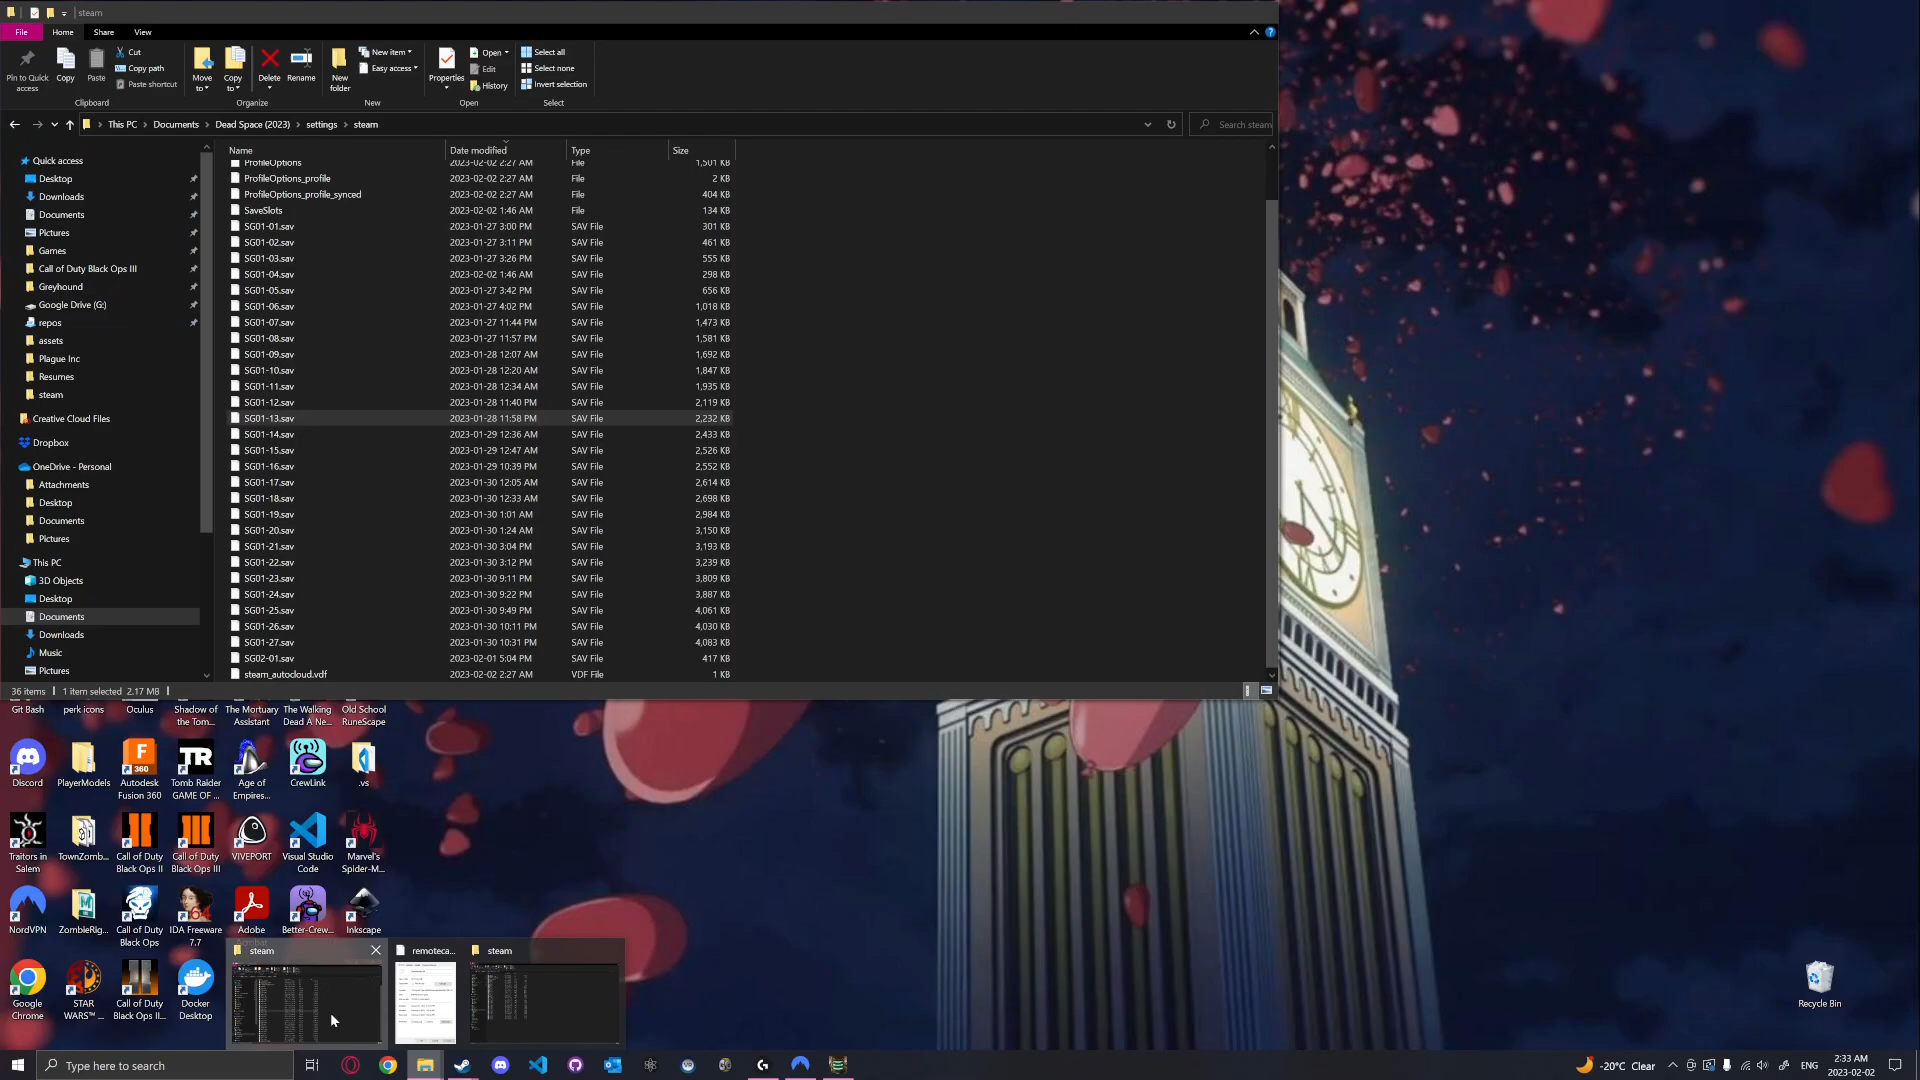 steam
File
Home
Share
View
Pin to Quick access
Copy
Paste
Cut
Copy path
Paste shortcut
Move to
Copy to
Delete
Rename
New folder
New item
Easy access
Properties
Open
Edit
History
Select all
Select none
Invert selection
Clipboard
Organize
New
Open
Select
This PC
Documents
Dead Space (2023)
settings
steam
Search steam
Quick access
Desktop
Downloads
Documents
Pictures
Games
Call of Duty Black Ops III
Greyhound
Google Drive (G:)
repos
assets
Plague Inc
Resumes
steam
Creative Cloud Files
Dropbox
OneDrive - Personal
Attachments
Desktop
Documents
Pictures
This PC
3D Objects
Desktop
Documents
Downloads
Music
Pictures
Name Date modified Type Size
ProfileOptions 2023-02-02 2:27 AM File 1,501 KB
ProfileOptions_profile 2023-02-02 2:27 AM File 2 KB
ProfileOptions_profile_synced 2023-02-02 2:27 AM File 404 KB
SaveSlots 2023-02-02 1:46 AM File 134 KB
SG01-01.sav 2023-01-27 3:00 PM SAV File 301 KB
SG01-02.sav 2023-01-27 3:11 PM SAV File 461 KB
SG01-03.sav 2023-01-27 3:26 PM SAV File 555 KB
SG01-04.sav 2023-02-02 1:46 AM SAV File 298 KB
SG01-05.sav 2023-01-27 3:42 PM SAV File 656 KB
SG01-06.sav 2023-01-27 4:02 PM SAV File 1,018 KB
SG01-07.sav 2023-01-27 11:44 PM SAV File 1,473 KB
SG01-08.sav 2023-01-27 11:57 PM SAV File 1,581 KB
SG01-09.sav 2023-01-28 12:07 AM SAV File 1,692 KB
SG01-10.sav 2023-01-28 12:20 AM SAV File 1,847 KB
SG01-11.sav 2023-01-28 12:34 AM SAV File 1,935 KB
SG01-12.sav 2023-01-28 11:40 PM SAV File 2,119 KB
SG01-13.sav 2023-01-28 11:58 PM SAV File 2,232 KB
SG01-14.sav 2023-01-29 12:36 AM SAV File 2,433 KB
SG01-15.sav 2023-01-29 12:47 AM SAV File 2,526 KB
SG01-16.sav 2023-01-29 10:39 PM SAV File 2,552 KB
SG01-17.sav 2023-01-30 12:05 AM SAV File 2,614 KB
SG01-18.sav 2023-01-30 12:33 AM SAV File 2,698 KB
SG01-19.sav 2023-01-30 1:01 AM SAV File 2,984 KB
SG01-20.sav 2023-01-30 1:24 AM SAV File 3,150 KB
SG01-21.sav 2023-01-30 3:04 PM SAV File 3,193 KB
SG01-22.sav 2023-01-30 3:12 PM SAV File 3,239 KB
SG01-23.sav 2023-01-30 9:11 PM SAV File 3,809 KB
SG01-24.sav 2023-01-30 9:22 PM SAV File 3,887 KB
SG01-25.sav 2023-01-30 9:49 PM SAV File 4,061 KB
SG01-26.sav 2023-01-30 10:11 PM SAV File 4,030 KB
SG01-27.sav 2023-01-30 10:31 PM SAV File 4,083 KB
SG02-01.sav 2023-02-01 5:04 PM SAV File 417 KB
steam_autocloud.vdf 2023-02-02 2:27 AM VDF File 1 KB
36 items 1 item selected 2.17 MB
Git Bash
perk icons
Oculus
Shadow of the Tom...
The Mortuary Assistant
The Walking Dead A Ne...
Old School RuneScape
Discord
PlayerModels
Autodesk Fusion 360
Tomb Raider GAME OF ...
Age of Empires...
CrewLink
.vs
Traitors in Salem
TownZomb...
Call of Duty Black Ops II
Call of Duty Black Ops III
VIVEPORT
Visual Studio Code
Marvel's Spider-M...
NordVPN
ZombieRig...
Call of Duty Black Ops
IDA Freeware 7.7
Adobe
Better-Crew...
Inkscape
steam
remoteca...
steam
Google Chrome
STAR WARS™ ...
Call of Duty Black Ops II...
Docker Desktop
Recycle Bin
Type here to search
-20°C Clear
ENG
2:33 AM
2023-02-02